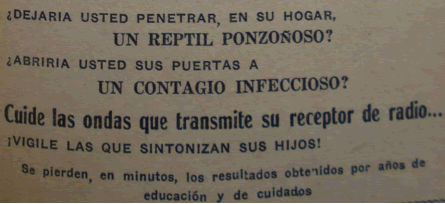 ¿DEJARIA USTED PENETRAR, EN SU HOGAR,
UN REPTIL PONZOÑOSO?
¿ABRIRIA USTED SUS PUERTAS A
UN CONTAGIO INFECCIOSO?
Cuide las ondas que transmite su receptor de radio...
¡VIGILE LAS QUE SINTONIZAN SUS HIJOS!
Se pierden, en minutos, los resultados obtenidos por años de
educación y de cuidados